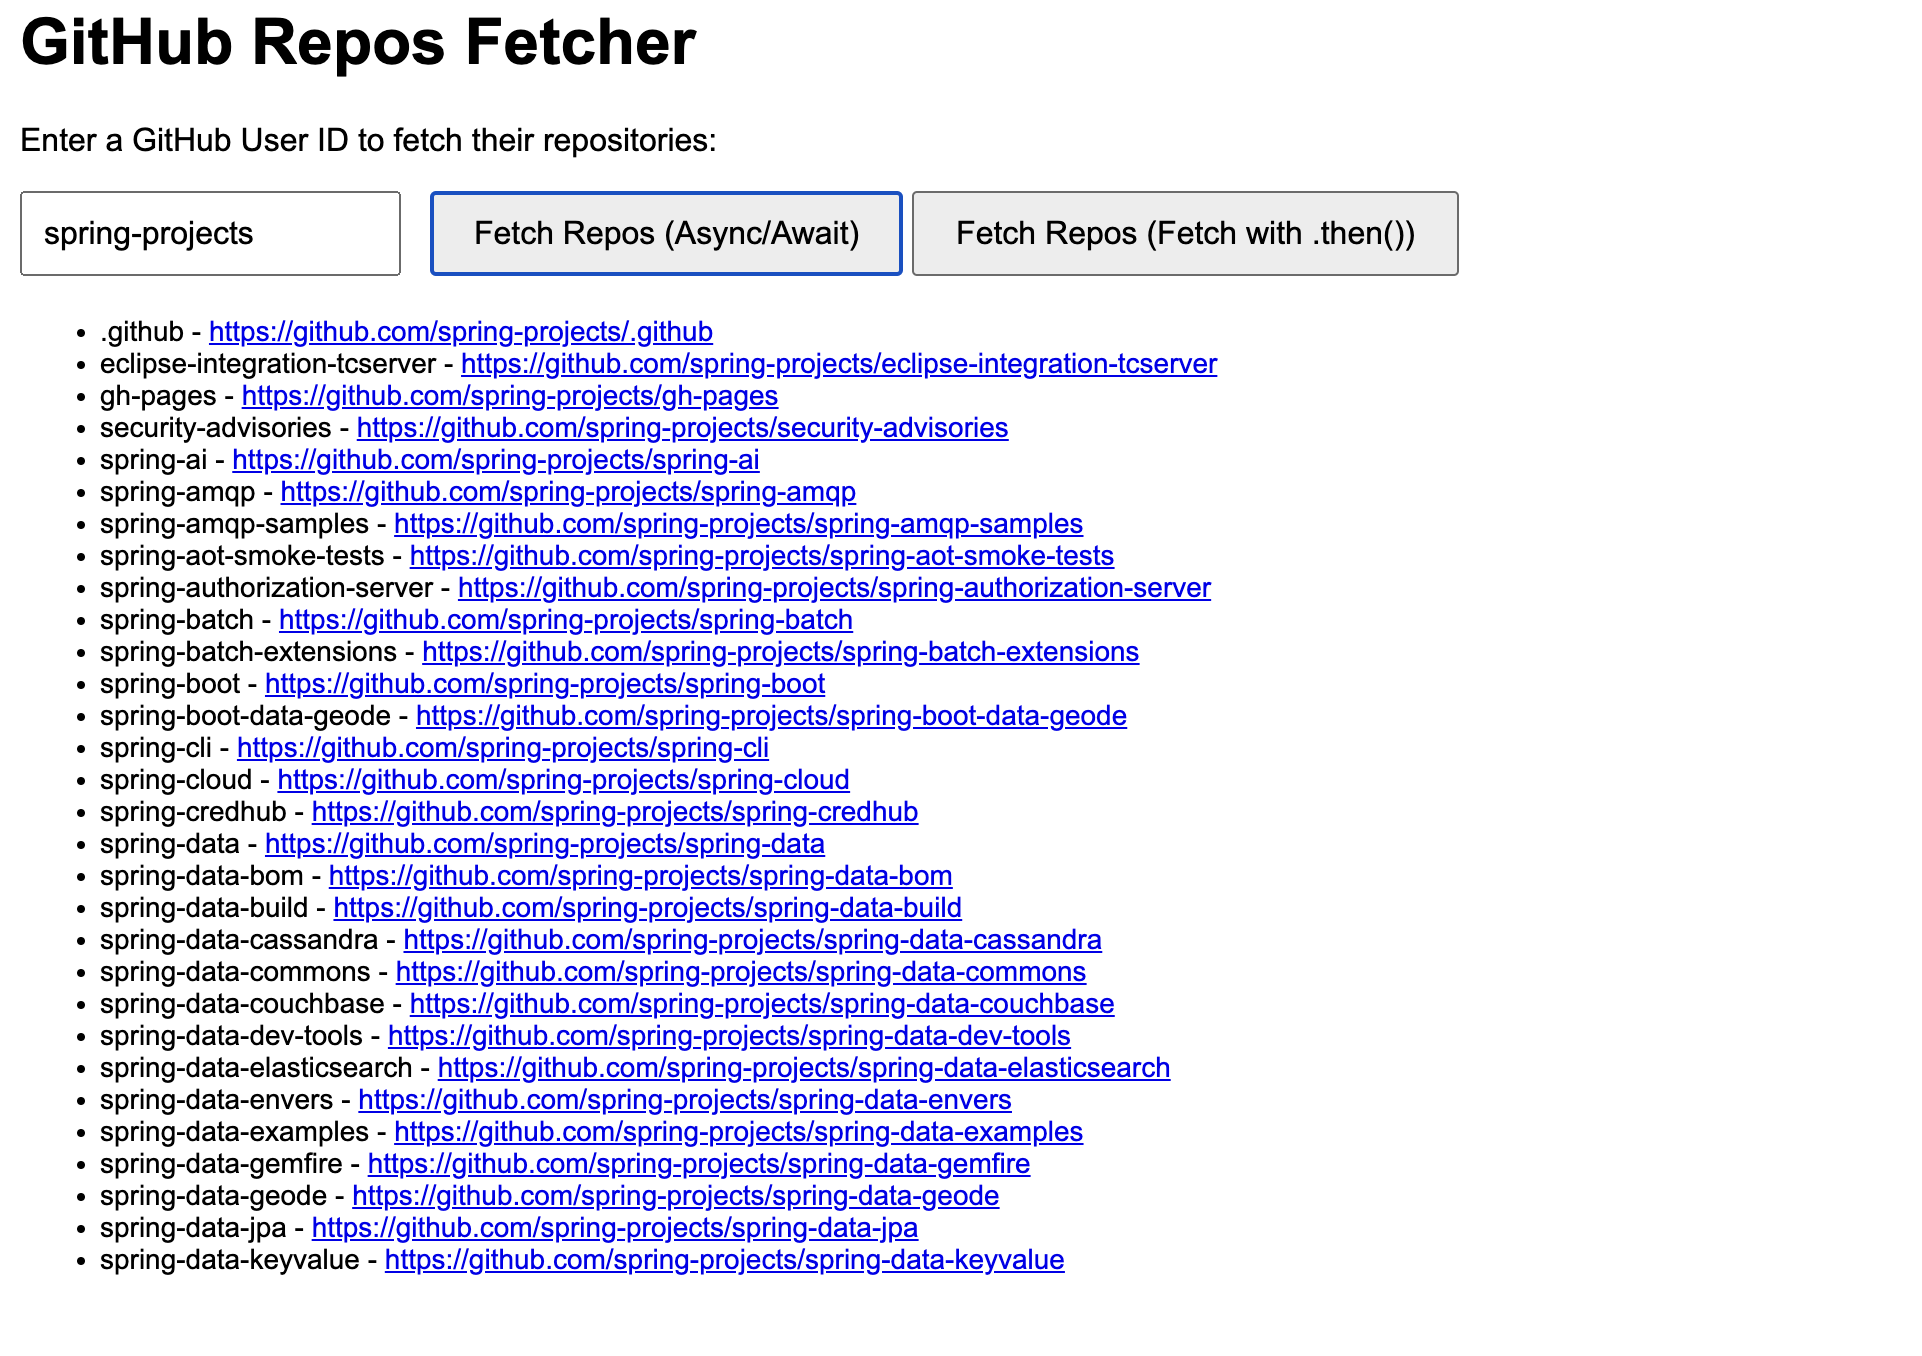 GitHub Repos Fetcher
Enter a GitHub User ID to fetch their repositories:
spring-projects Fetch Repos (Async/Await) Fetch Repos (Fetch with .then())
• .github - https://github.com/spring-projects/.github
• eclipse-integration-tcserver - https://github.com/spring-projects/eclipse-integration-tcserver
• gh-pages - https://github.com/spring-projects/gh-pages
• security-advisories - https://github.com/spring-projects/security-advisories
• spring-ai - https://github.com/spring-projects/spring-ai
• spring-amqp - https://github.com/spring-projects/spring-amqp
• spring-amqp-samples - https://github.com/spring-projects/spring-amqp-samples
• spring-aot-smoke-tests - https://github.com/spring-projects/spring-aot-smoke-tests
• spring-authorization-server - https://github.com/spring-projects/spring-authorization-server
• spring-batch - https://github.com/spring-projects/spring-batch
• spring-batch-extensions - https://github.com/spring-projects/spring-batch-extensions
• spring-boot - https://github.com/spring-projects/spring-boot
• spring-boot-data-geode - https://github.com/spring-projects/spring-boot-data-geode
• spring-cli - https://github.com/spring-projects/spring-cli
• spring-cloud - https://github.com/spring-projects/spring-cloud
• spring-credhub - https://github.com/spring-projects/spring-credhub
• spring-data - https://github.com/spring-projects/spring-data
• spring-data-bom - https://github.com/spring-projects/spring-data-bom
• spring-data-build - https://github.com/spring-projects/spring-data-build
• spring-data-cassandra - https://github.com/spring-projects/spring-data-cassandra
• spring-data-commons - https://github.com/spring-projects/spring-data-commons
• spring-data-couchbase - https://github.com/spring-projects/spring-data-couchbase
• spring-data-dev-tools - https://github.com/spring-projects/spring-data-dev-tools
• spring-data-elasticsearch - https://github.com/spring-projects/spring-data-elasticsearch
• spring-data-envers - https://github.com/spring-projects/spring-data-envers
• spring-data-examples - https://github.com/spring-projects/spring-data-examples
• spring-data-gemfire - https://github.com/spring-projects/spring-data-gemfire
• spring-data-geode - https://github.com/spring-projects/spring-data-geode
• spring-data-jpa - https://github.com/spring-projects/spring-data-jpa
• spring-data-keyvalue - https://github.com/spring-projects/spring-data-keyvalue